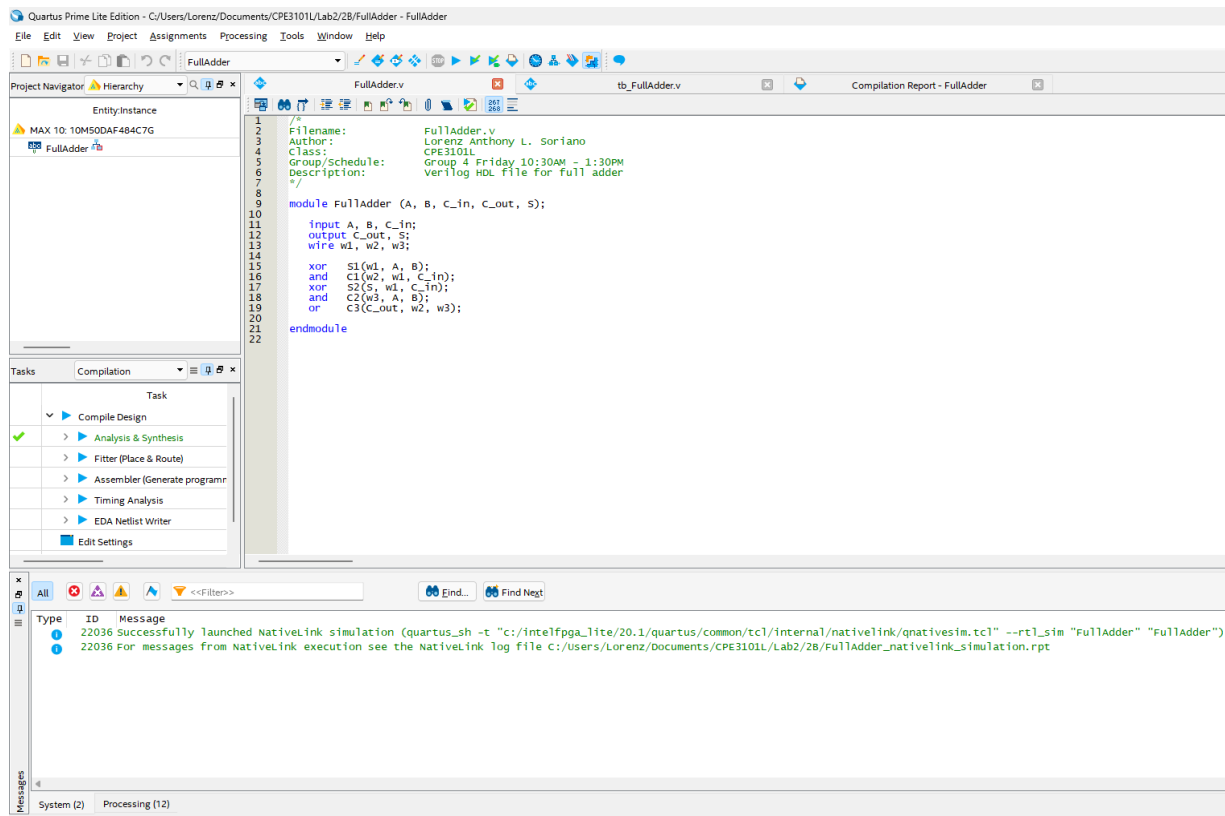 Quartus Prime Lite Edition - C:/Users/Lorenz/Documents/CPE3101L/Lab2/2B/FullAdder - FullAdder
File Edit View Project Assignments Processing Tools Window Help
FullAdder
Project Navigator Hierarchy
FullAdder.v tb_FullAdder.v Compilation Report - FullAdder
Entity:Instance
MAX 10: 10M50DAF484C7G
FullAdder
267
268
1 /*
2 Filename: FullAdder.v
3 Author: Lorenz Anthony L. Soriano
4 Class: CPE3101L
5 Group/Schedule: Group 4 Friday 10:30AM - 1:30PM
6 Description: Verilog HDL file for full adder
7 */
8
9 module FullAdder (A, B, C_in, C_out, S);
10
11 input A, B, C_in;
12 output C_out, S;
13 wire w1, w2, w3;
14
15 xor S1(w1, A, B);
16 and C1(w2, w1, C_in);
17 xor S2(S, w1, C_in);
18 and C2(w3, A, B);
19 or C3(C_out, w2, w3);
20
21 endmodule
22
Tasks Compilation
Task
Compile Design
Analysis & Synthesis
Fitter (Place & Route)
Assembler (Generate programr
Timing Analysis
EDA Netlist Writer
Edit Settings
All <<Filter>> Find... Find Next
Type ID Message
22036 Successfully launched NativeLink simulation (quartus_sh -t "c:/intelfpga_lite/20.1/quartus/common/tcl/internal/nativelink/qnativesim.tcl" --rtl_sim "FullAdder" "FullAdder")
22036 For messages from NativeLink execution see the NativeLink log file C:/Users/Lorenz/Documents/CPE3101L/Lab2/2B/FullAdder_nativelink_simulation.rpt
Messages
System (2) Processing (12)